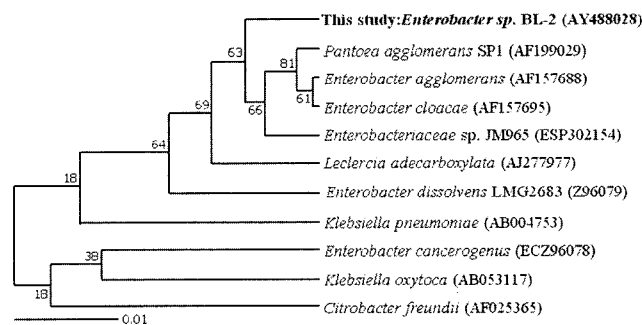 This study:Enterobacter sp. BL-2 (AY488028)
63
Pantoea agglomerans SP1 (AF199029)
81
Enterobacter agglomerans (AF157688)
61
Enterobacter cloacae (AF157695)
69
66
Enterobacteriaceae sp. JM965 (ESP302154)
64
Leclercia adecarboxylata (AJ277977)
18
Enterobacter dissolvens LMG2683 (Z96079)
Klebsiella pneumoniae (AB004753)
Enterobacter cancerogenus (ECZ96078)
38
Klebsiella oxytoca (AB053117)
18
Citrobacter freundii (AF025365)
0.01